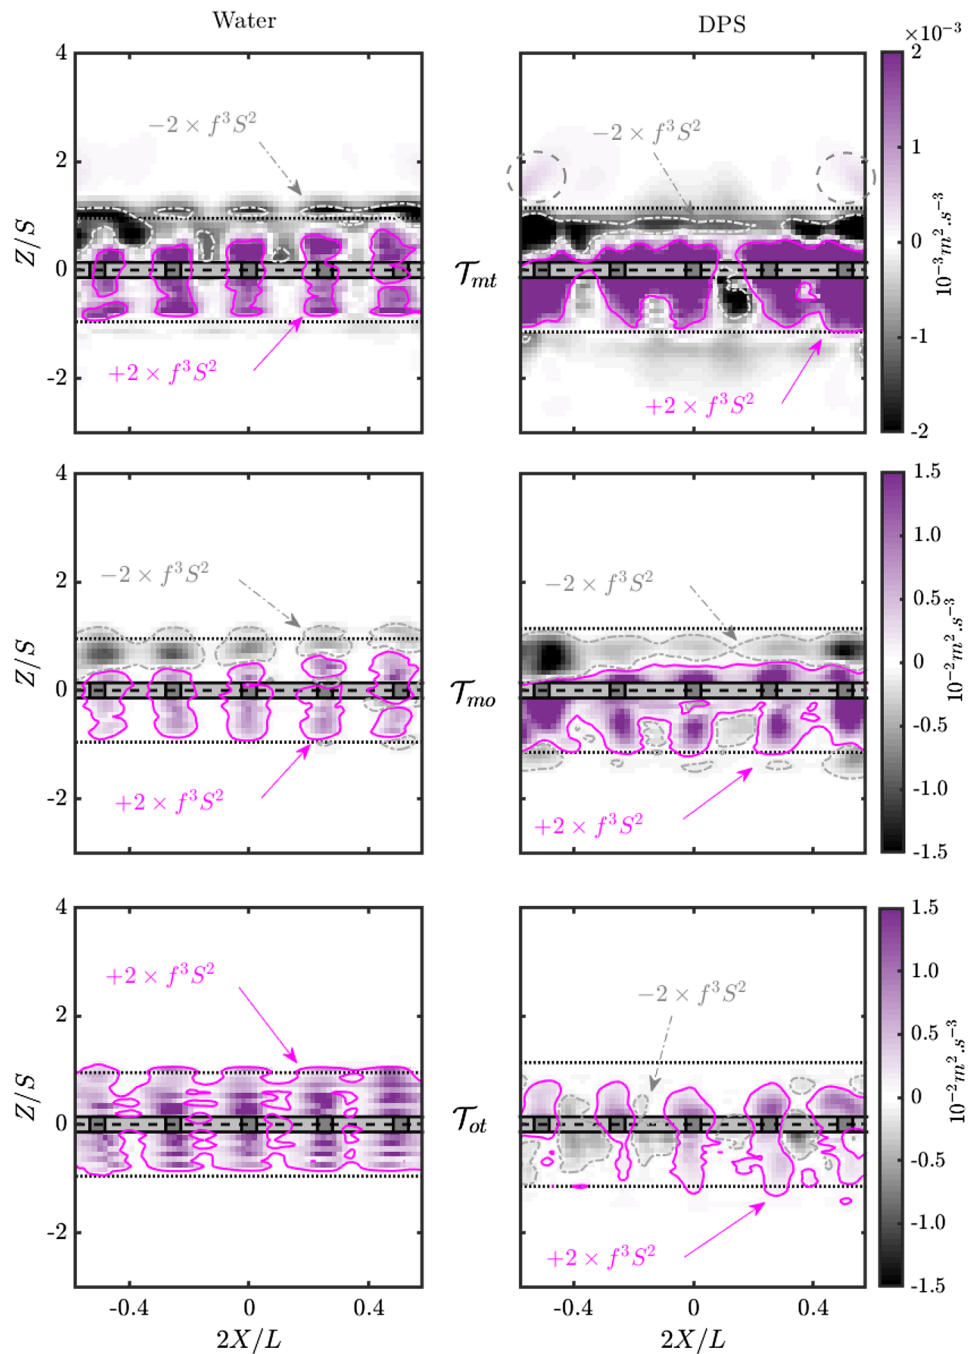 Water DPS
×10⁻³
4 2
−2 × f³S² −2 × f³S²
2 1
Z/S 0 𝒯mt 0 10⁻³m².s⁻³
+2 × f³S² -1
-2 +2 × f³S²
-2
4 1.5
1.0
−2 × f³S² −2 × f³S²
2 0.5
Z/S 0 𝒯mo 0 10⁻²m².s⁻³
-0.5
-2 +2 × f³S² +2 × f³S² -1.0
-1.5
4 1.5
+2 × f³S² 1.0
−2 × f³S²
2 0.5
Z/S 0 𝒯ot 0 10⁻²m².s⁻³
-0.5
-2 +2 × f³S² -1.0
-1.5
-0.4 0 0.4 -0.4 0 0.4
2X/L 2X/L